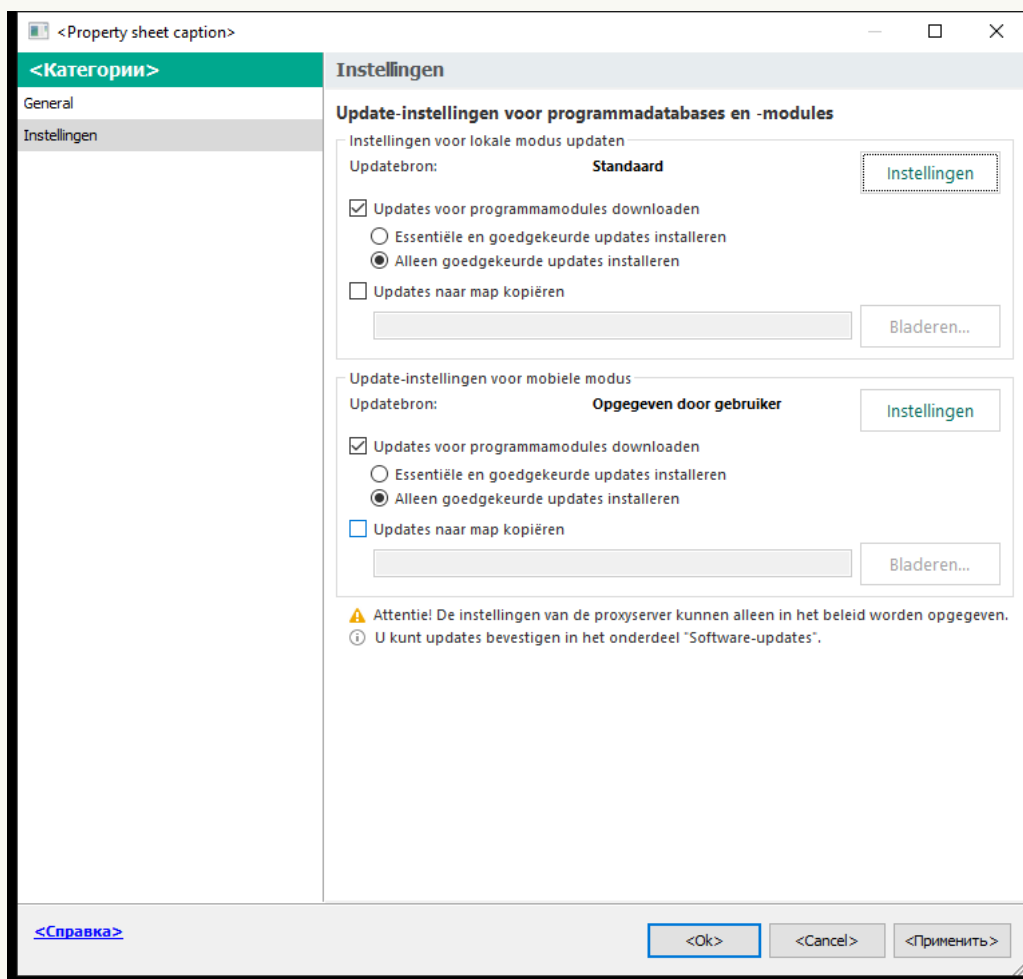 <Property sheet caption>
<Категории>
General
Instellingen
Instellingen
Update-instellingen voor programmadatabases en -modules
Instellingen voor lokale modus updaten
Updatebron: Standaard
Instellingen
Updates voor programmamodules downloaden
Essentiële en goedgekeurde updates installeren
Alleen goedgekeurde updates installeren
Updates naar map kopiëren
Bladeren...
Update-instellingen voor mobiele modus
Updatebron: Opgegeven door gebruiker
Instellingen
Updates voor programmamodules downloaden
Essentiële en goedgekeurde updates installeren
Alleen goedgekeurde updates installeren
Updates naar map kopiëren
Bladeren...
Attentie! De instellingen van de proxyserver kunnen alleen in het beleid worden opgegeven.
U kunt updates bevestigen in het onderdeel "Software-updates".
<Справка>
<Ok> <Cancel> <Применить>